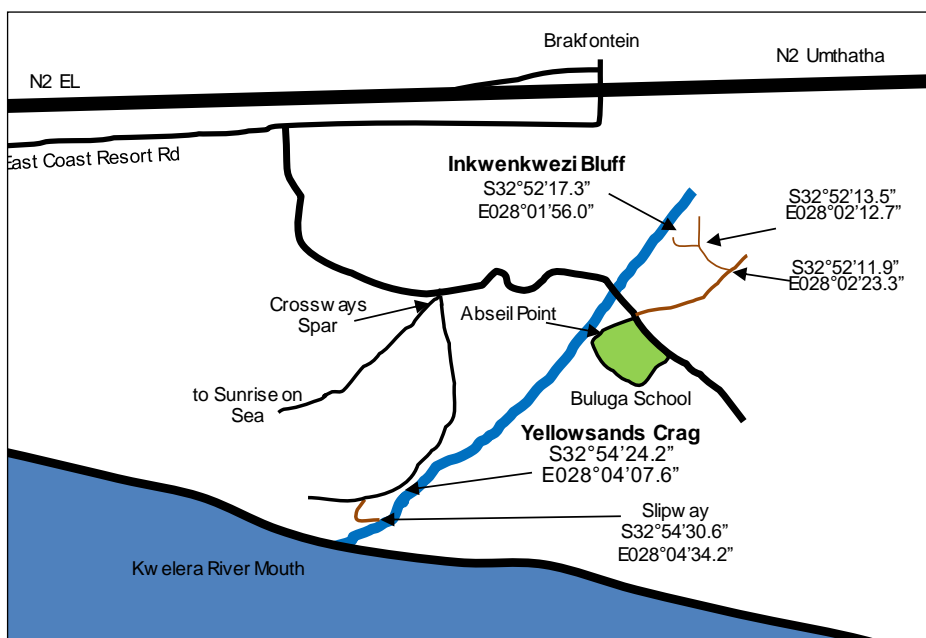 Brakfontein
N2 Umthatha
N2 EL
East Coast Resort Rd
Inkwenkwezi Bluff
S32°52’17.3”
E028°01’56.0”
S32°52’13.5”
E028°02’12.7”
S32°52’11.9”
E028°02’23.3”
Crossways
Spar
Abseil Point
to Sunrise on
Sea
Buluga School
Yellowsands Crag
S32°54’24.2”
E028°04’07.6”
Slipway
S32°54’30.6”
E028°04’34.2”
Kwelera River Mouth